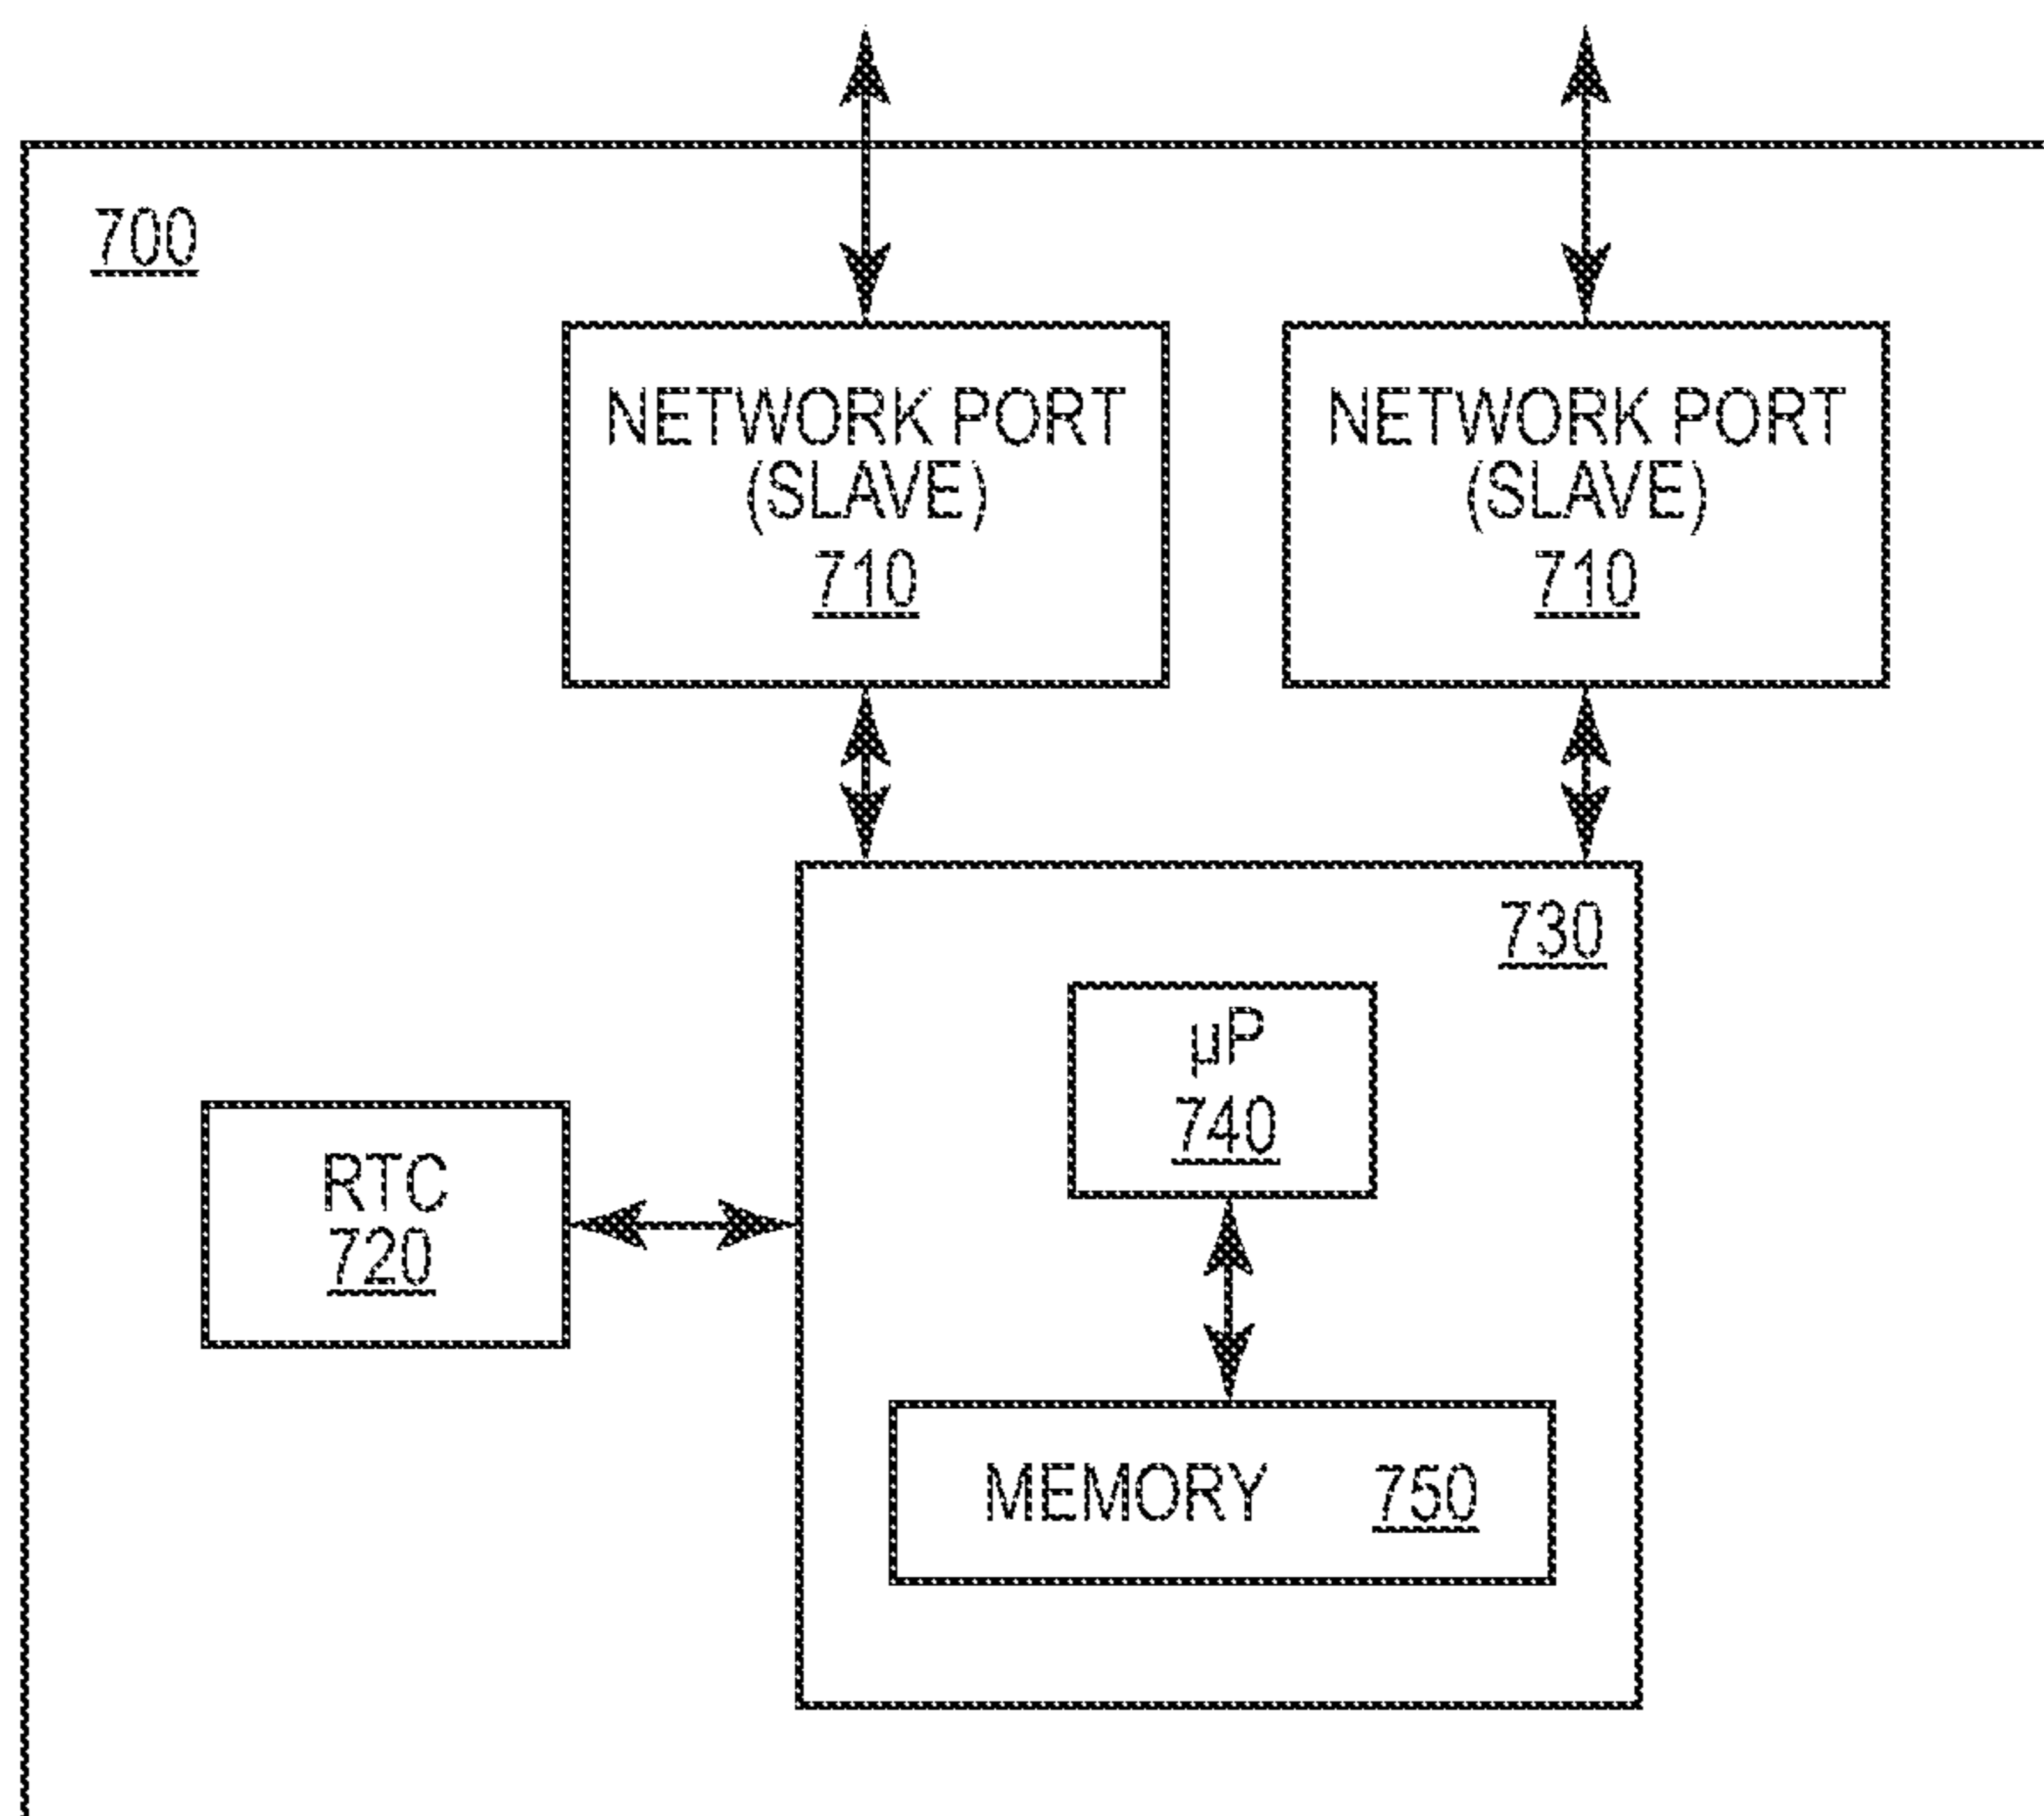 700
NETWORK PORT
(SLAVE)
710
NETWORK PORT
(SLAVE)
710
730
µP
740
RTC
720
MEMORY 750